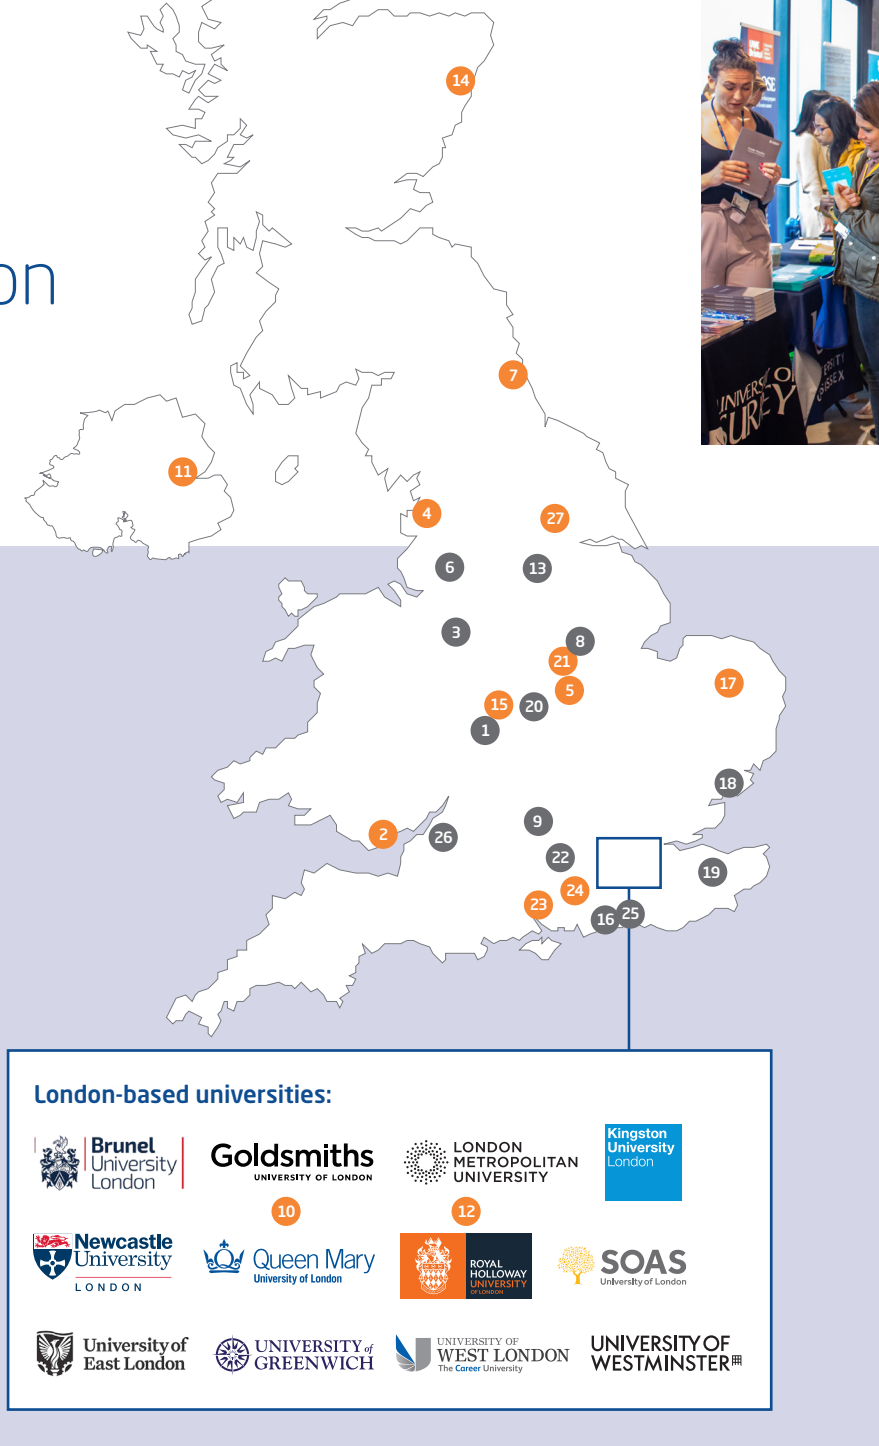 14
on
7
11
4
27
6
13
3
8
21
5
17
15
20
1
18
2
26
9
22
19
24
23
16
25
UNIVERSITY OF
SURREY
London-based universities:
Brunel
University
London
Goldsmiths
UNIVERSITY OF LONDON
LONDON
METROPOLITAN
UNIVERSITY
Kingston
University
London
10
12
Newcastle
University
LONDON
Queen Mary
University of London
ROYAL
HOLLOWAY
UNIVERSITY
OF LONDON
SOAS
University of London
University of
East London
UNIVERSITY of
GREENWICH
UNIVERSITY OF
WEST LONDON
The Career University
UNIVERSITY OF
WESTMINSTER